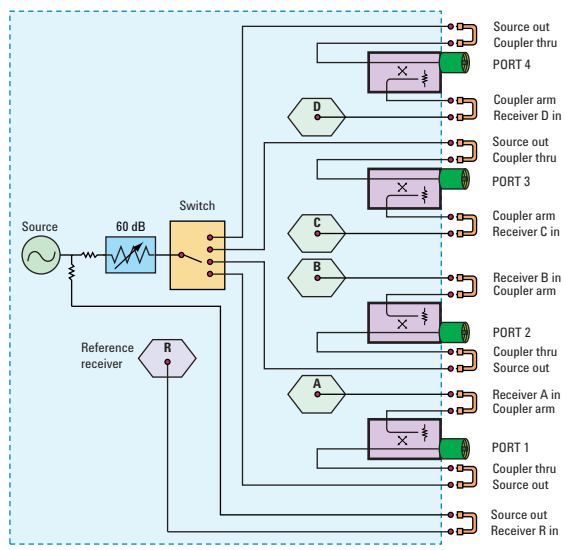 Source out
Coupler thru
PORT 4
Coupler arm
D
Receiver D in
Source out
Coupler thru
PORT 3
Switch
Coupler arm
60 dB
Source
C
Receiver C in
B
Receiver B in
Coupler arm
PORT 2
Reference
receiver
R
Coupler thru
Source out
A
Receiver A in
Coupler arm
PORT 1
Coupler thru
Source out
Source out
Receiver R in